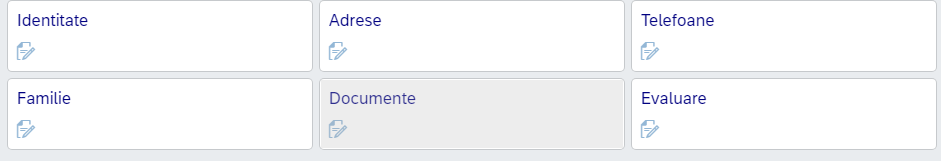 Identitate
Adrese
Telefoane
Familie
Documente
Evaluare